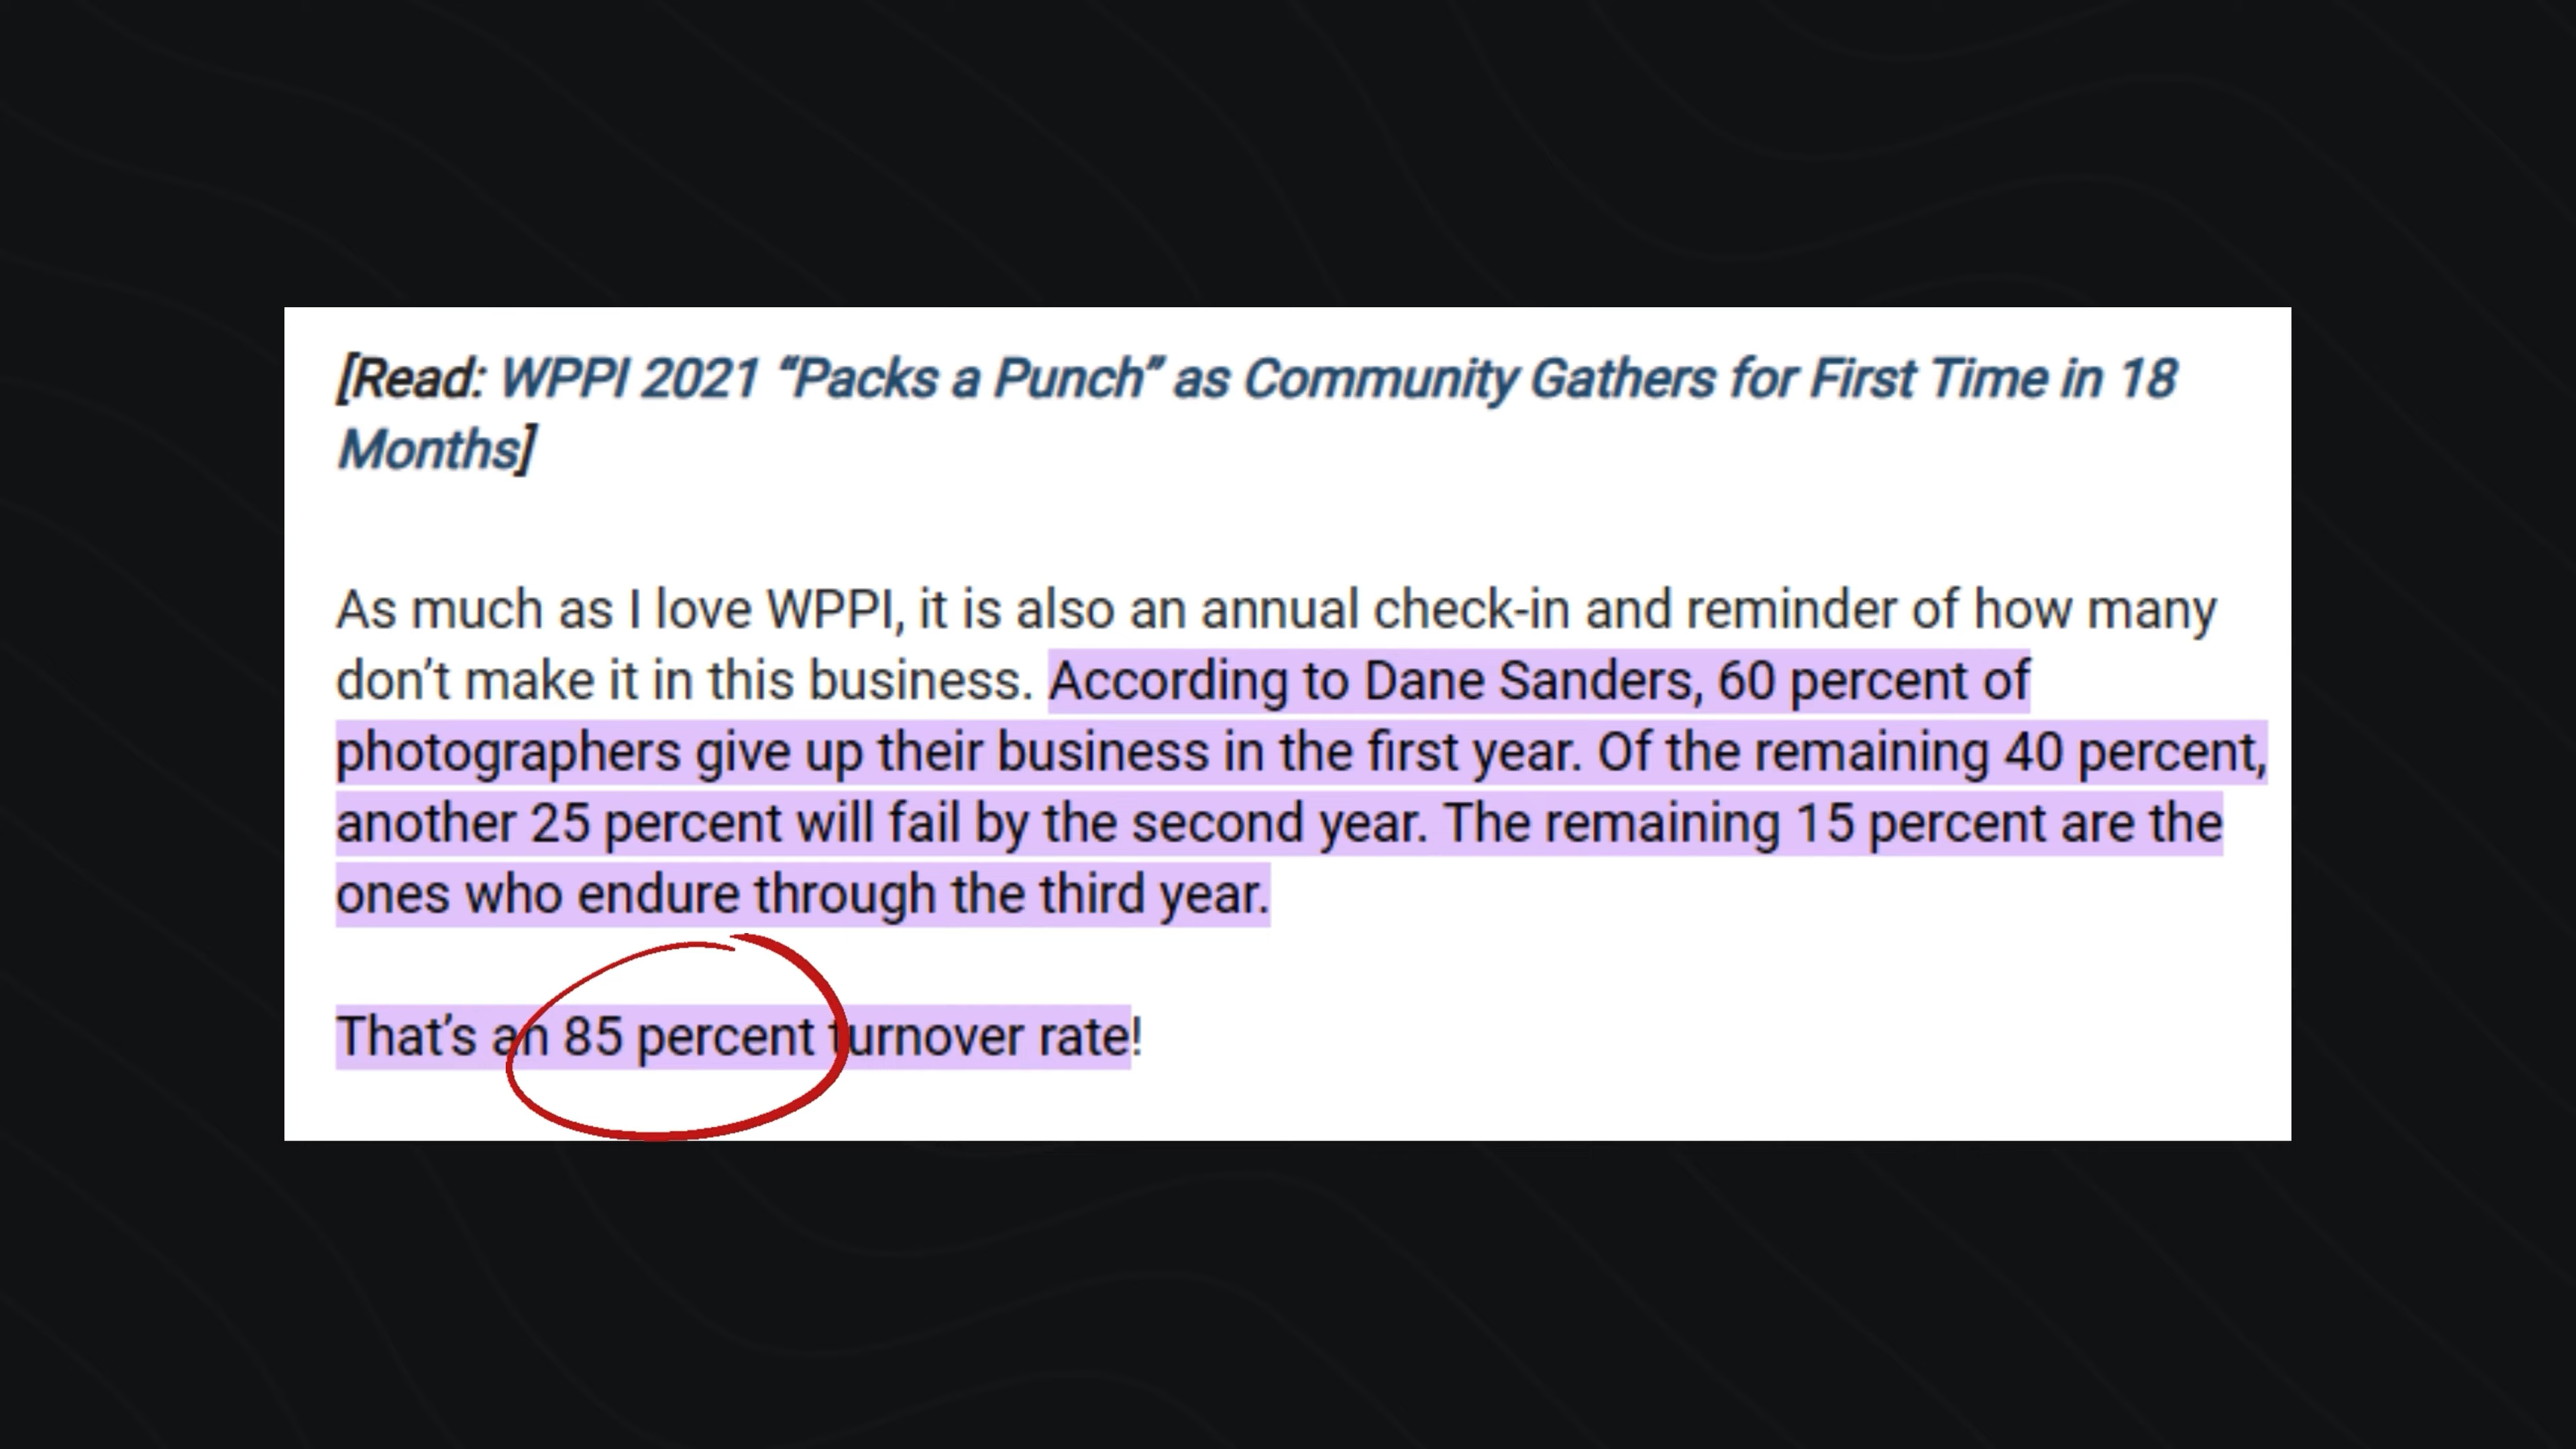 [Read: WPPI 2021 “Packs a Punch” as Community Gathers for First Time in 18
Months]
As much as I love WPPI, it is also an annual check-in and reminder of how many
don’t make it in this business. According to Dane Sanders, 60 percent of
photographers give up their business in the first year. Of the remaining 40 percent,
another 25 percent will fail by the second year. The remaining 15 percent are the
ones who endure through the third year.
That’s an 85 percent turnover rate!